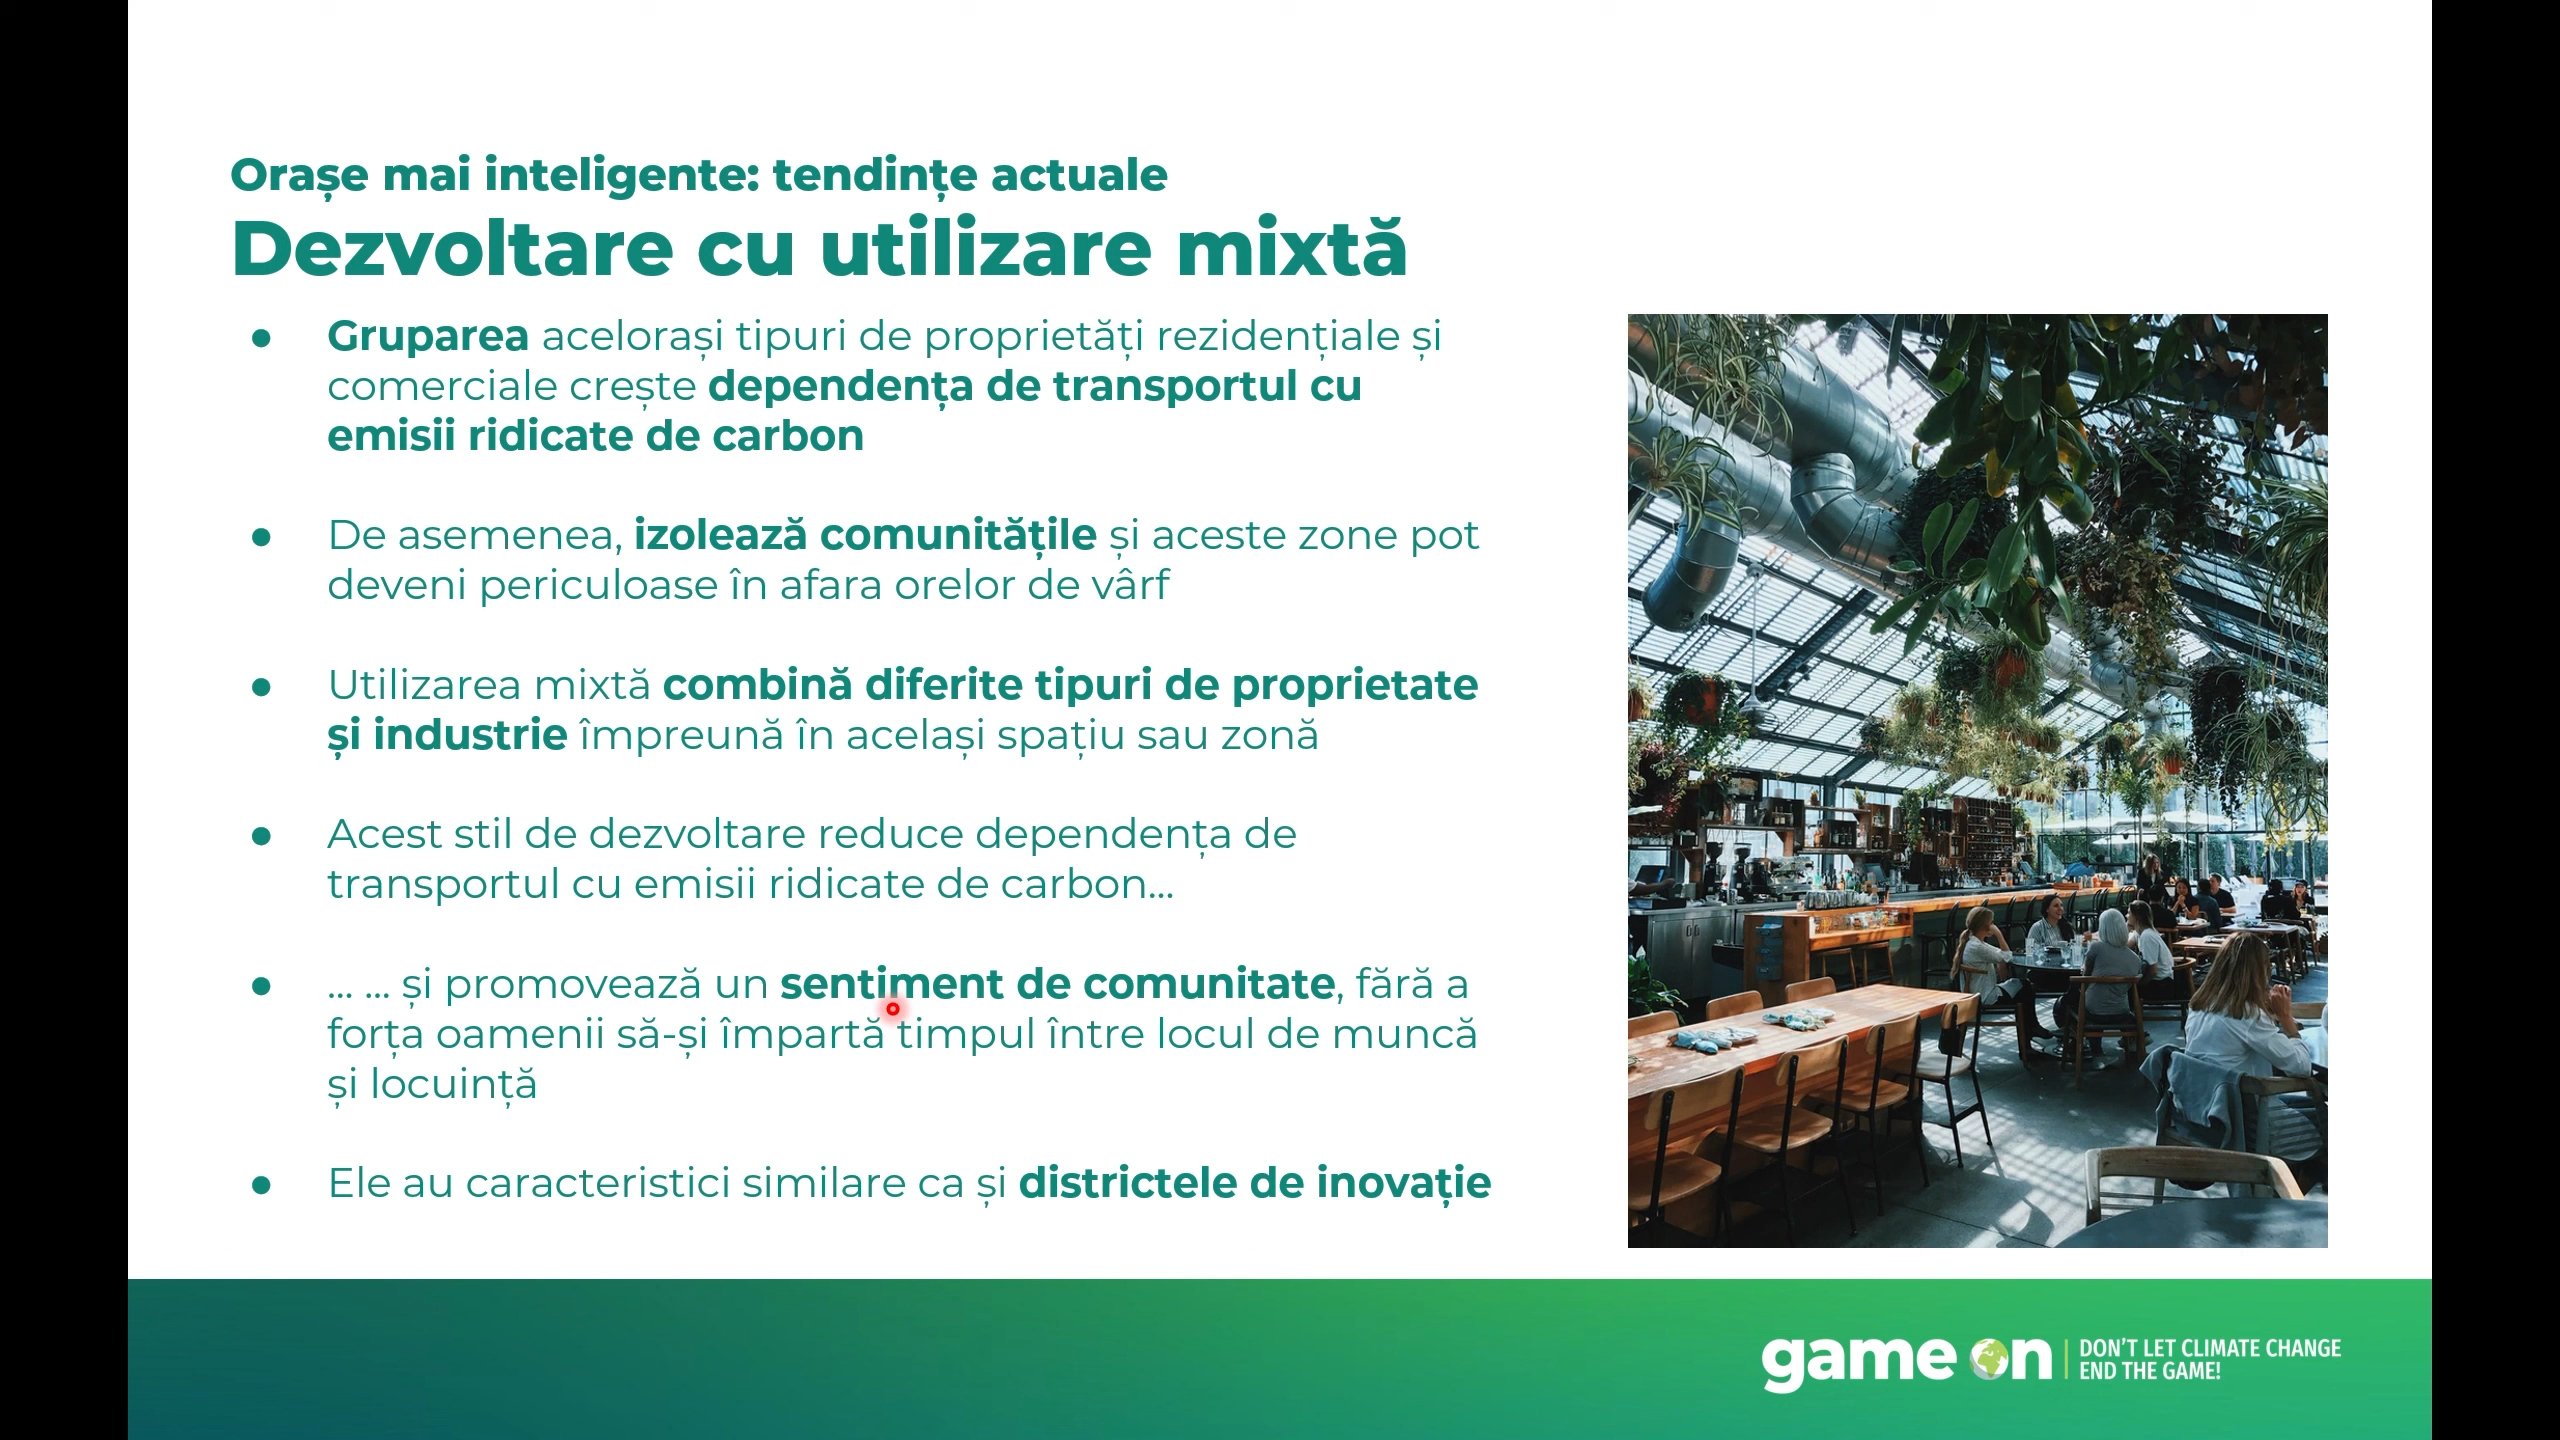 Orașe mai inteligente: tendințe actuale
Dezvoltare cu utilizare mixtă
● Gruparea acelorași tipuri de proprietăți rezidențiale și
comerciale crește dependența de transportul cu
emisii ridicate de carbon
● De asemenea, izolează comunitățile și aceste zone pot
deveni periculoase în afara orelor de vârf
● Utilizarea mixtă combină diferite tipuri de proprietate
și industrie împreună în același spațiu sau zonă
● Acest stil de dezvoltare reduce dependența de
transportul cu emisii ridicate de carbon...
● ... ... și promovează un sentiment de comunitate, fără a
forța oamenii să-și împartă timpul între locul de muncă
și locuință
● Ele au caracteristici similare ca și districtele de inovație
game on
DON'T LET CLIMATE CHANGE
END THE GAME!